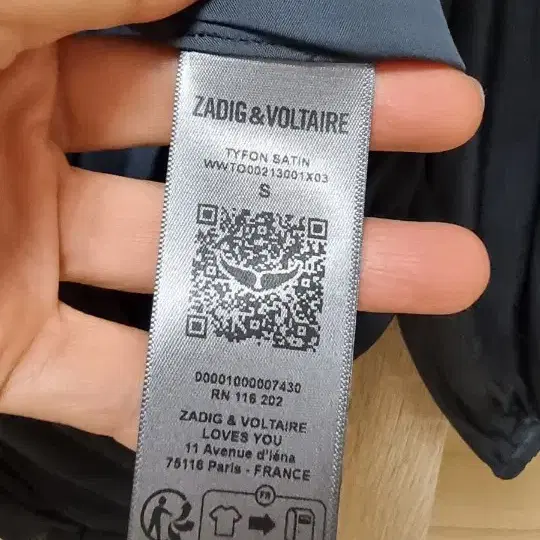 ZADIG&VOLTAIRE
TYFON SATIN
WWTO00213001X03
S
D0001000007430
RN 116 202
ZADIG & VOLTAIRE
LOVES YOU
11 Avenue d'iéna
75116 Paris - FRANCE
FR